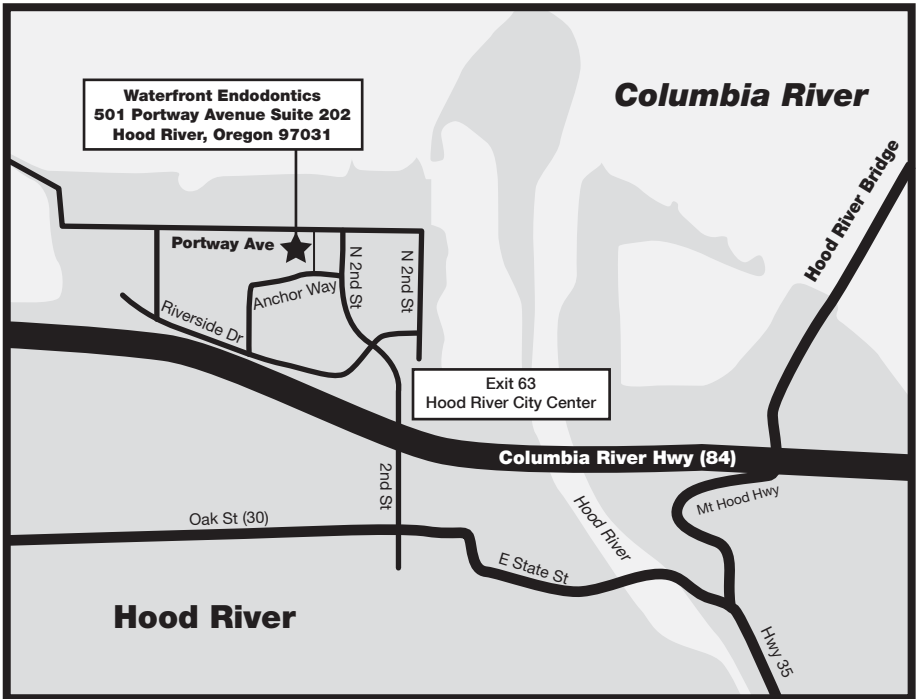 Waterfront Endodontics
501 Portway Avenue Suite 202
Hood River, Oregon 97031
Columbia River
Hood River Bridge
Portway Ave
N 2nd St
N 2nd St
Anchor Way
Riverside Dr
Exit 63
Hood River City Center
Columbia River Hwy (84)
2nd St
Mt Hood Hwy
Oak St (30)
Hood River
E State St
Hood River
Hwy 35